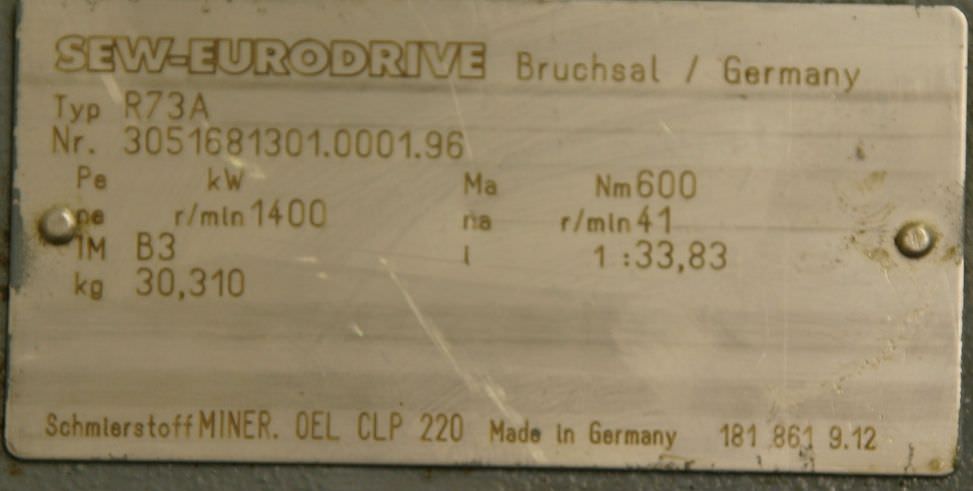 SEW-EURODRIVE Bruchsal / Germany
Typ R73A
Nr. 3051681301.0001.96
Pe kW Ma Nm 600
ne r/min 1400 na r/min 41
IM B3 i 1 :33,83
kg 30,310
Schmierstoff MINER. OEL CLP 220 Made in Germany 181 861 9.12